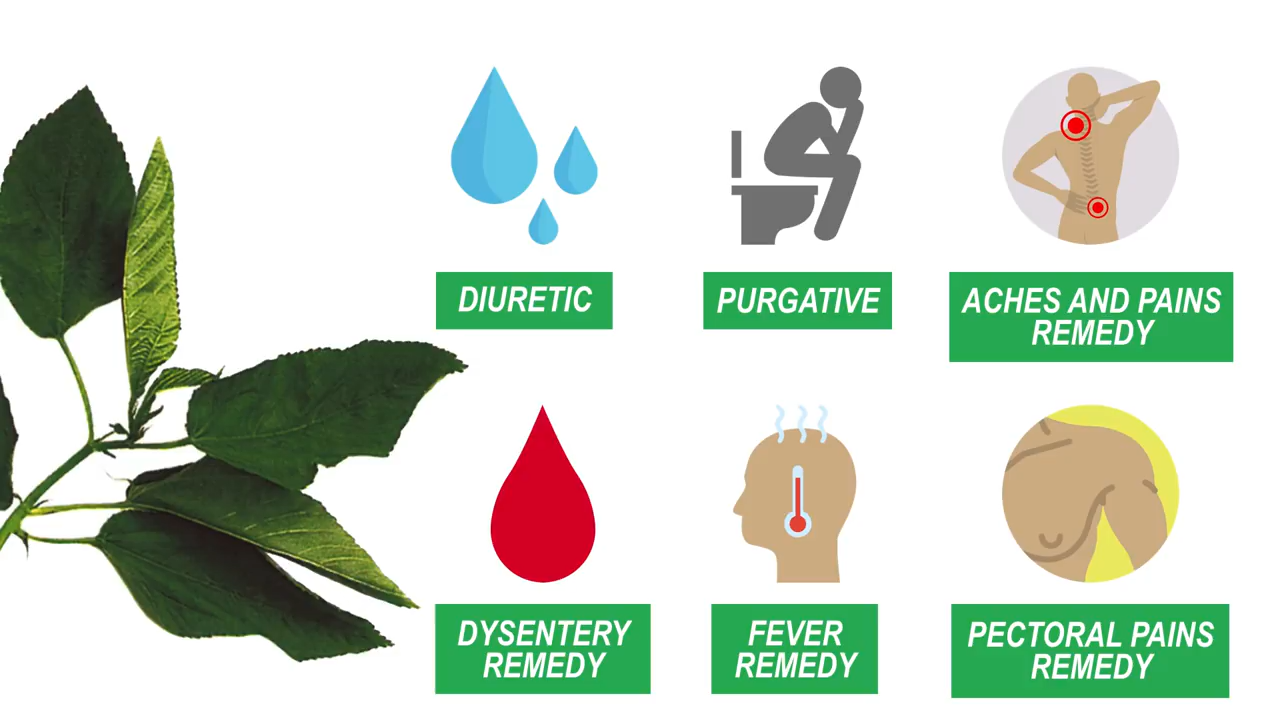 DIURETIC
PURGATIVE
ACHES AND PAINS
REMEDY
DYSENTERY
REMEDY
FEVER
REMEDY
PECTORAL PAINS
REMEDY